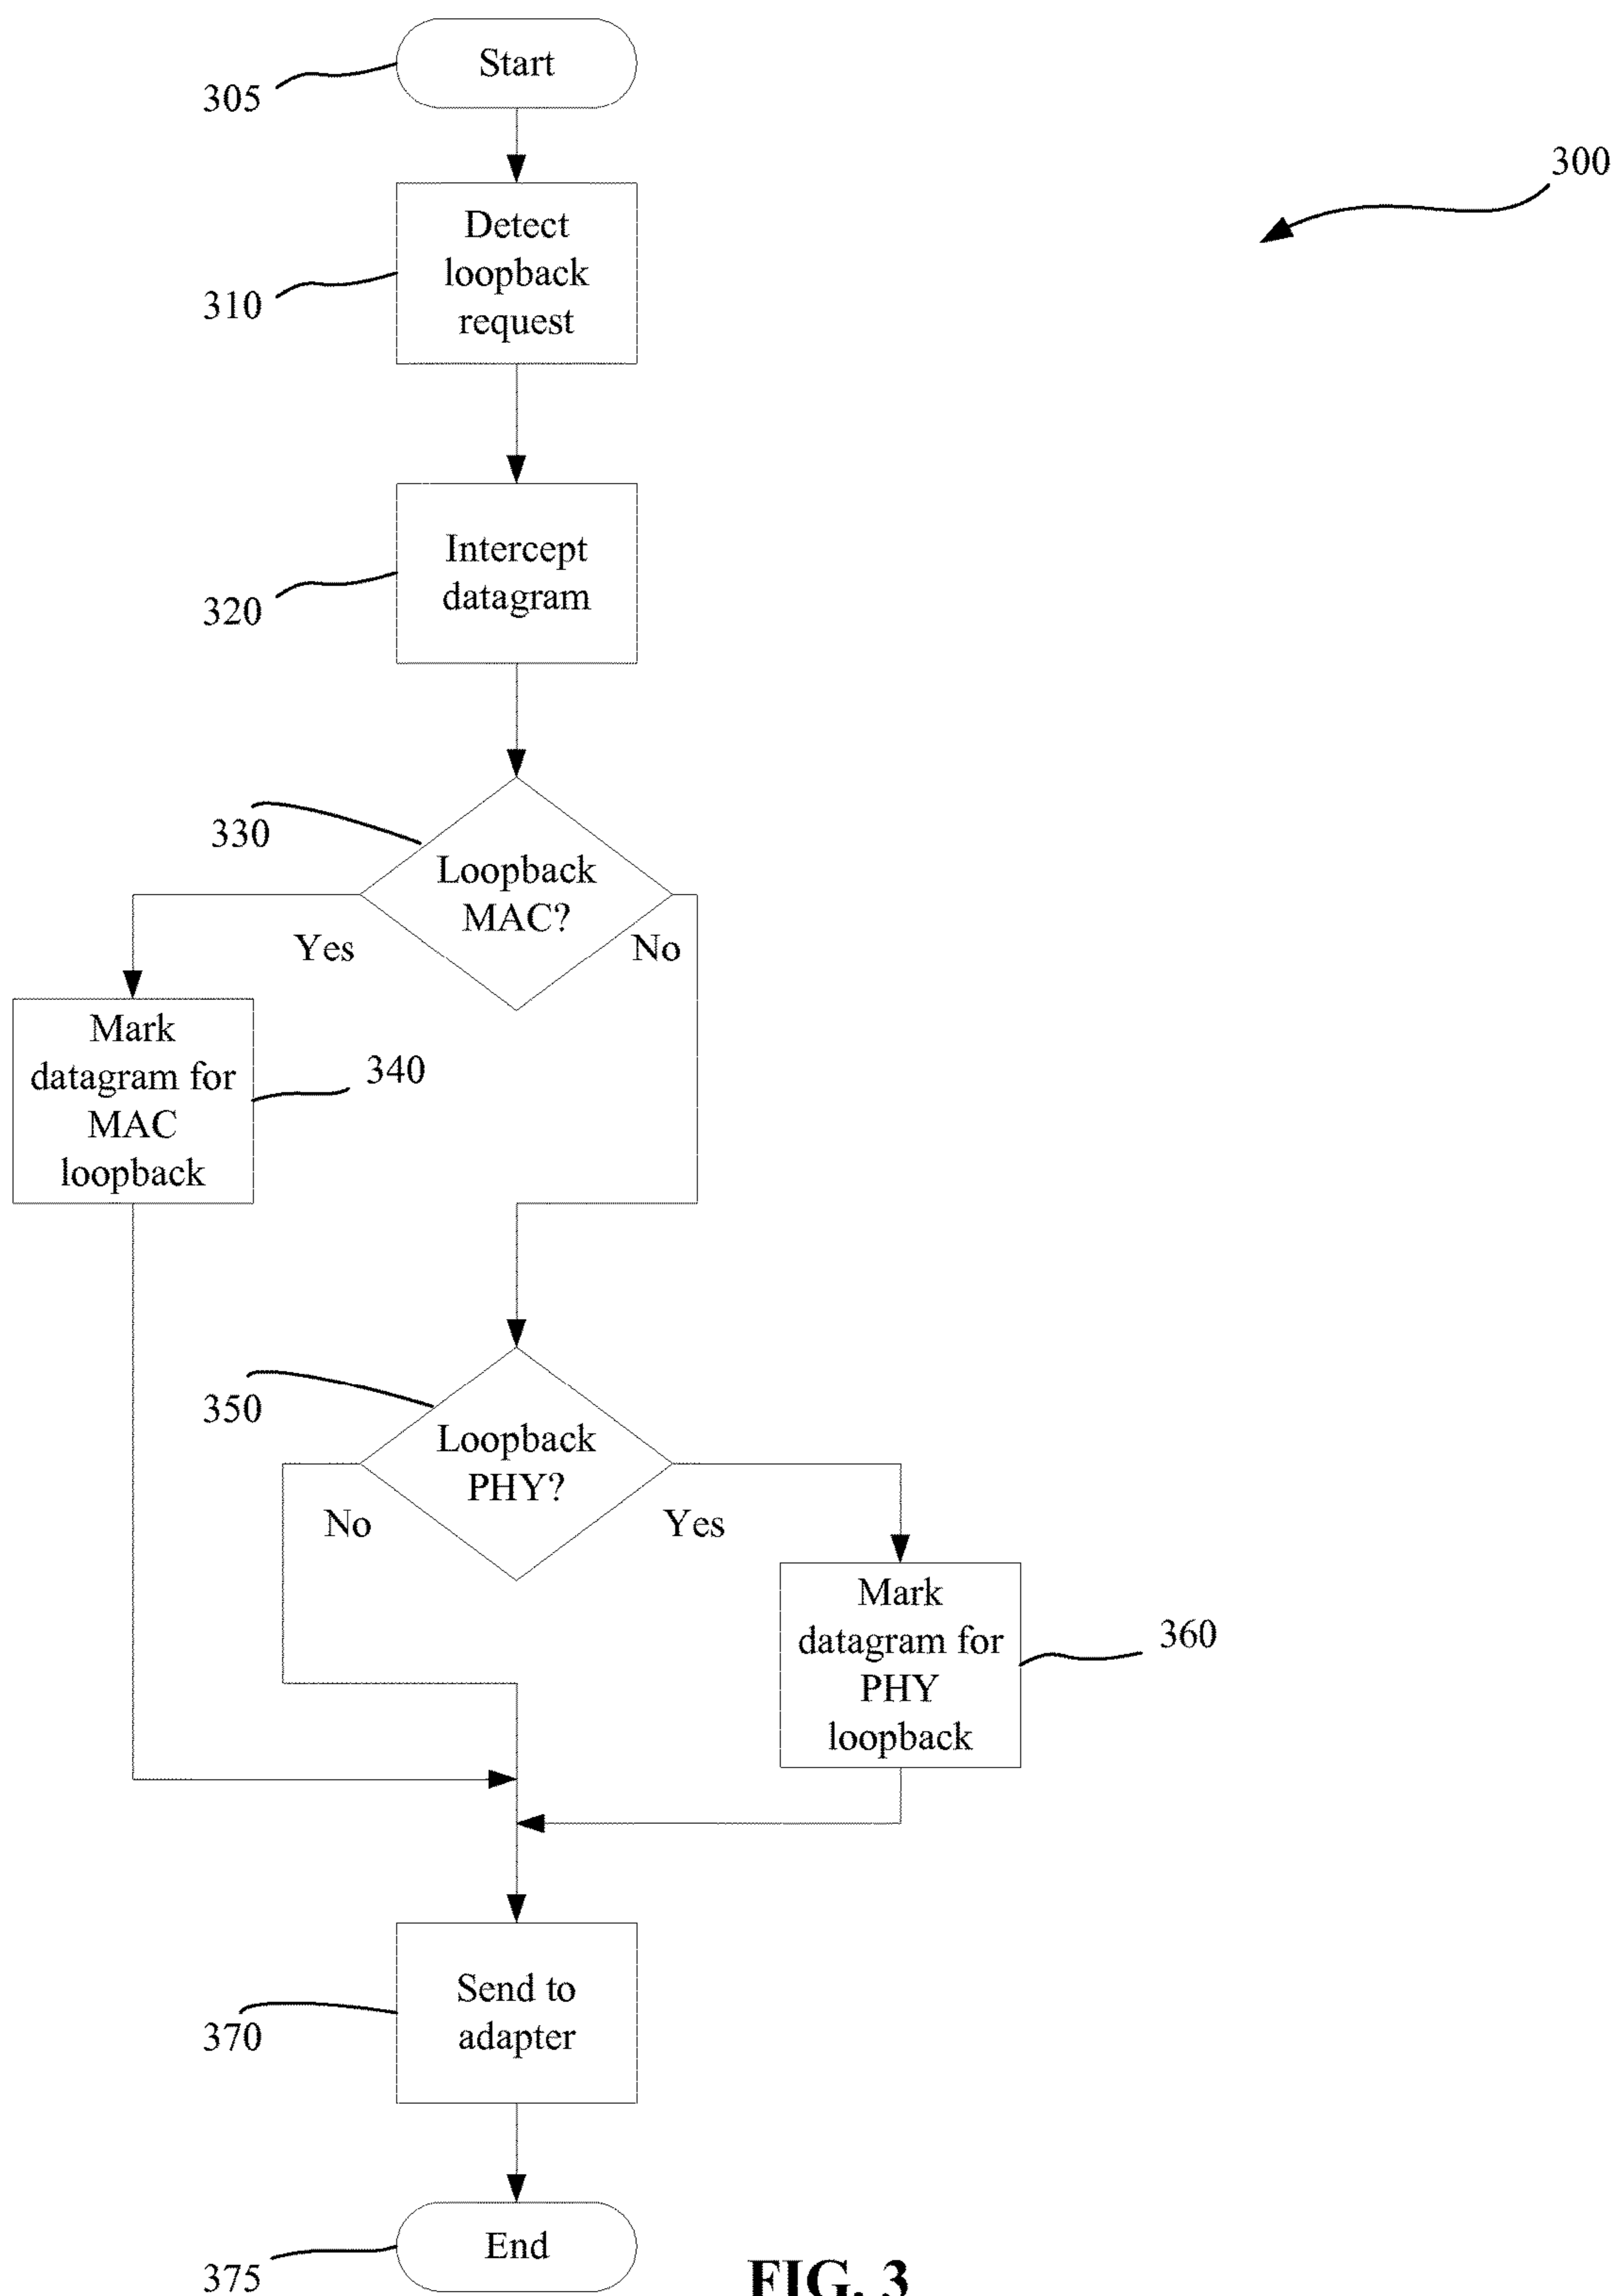 Start
305
300
Detect
loopback
request
310
Intercept
datagram
320
330
Loopback
MAC?
Yes
No
Mark
datagram for
MAC
loopback
340
350
Loopback
PHY?
No
Yes
Mark
datagram for
PHY
loopback
360
Send to
adapter
370
End
375
FIG. 3